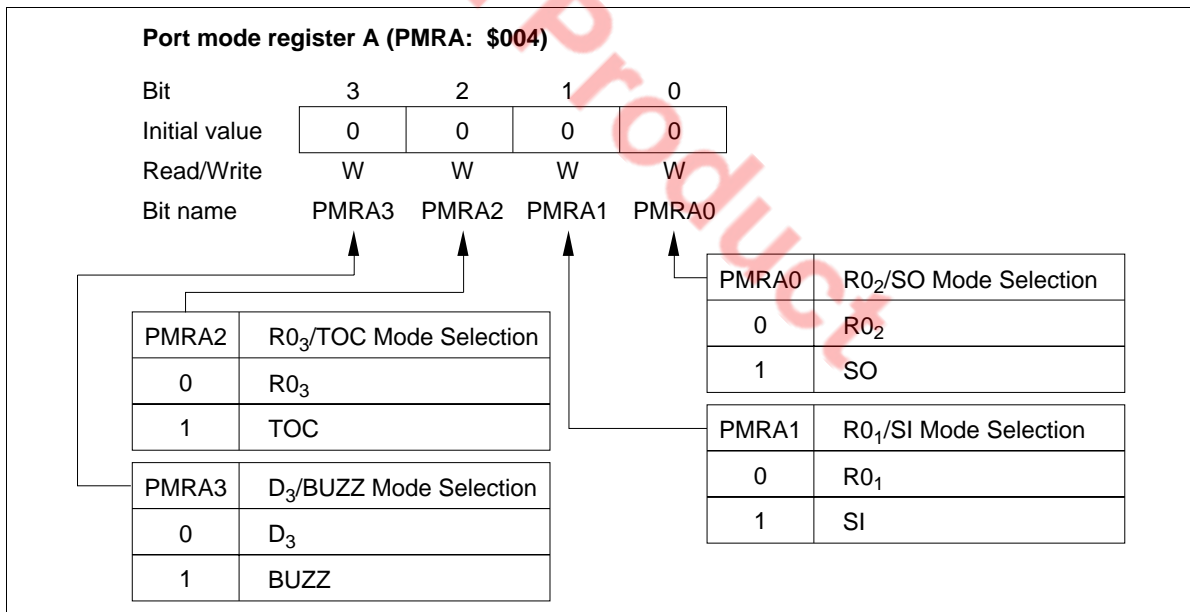 Port mode register A (PMRA: $004)
Bit 3 2 1 0
Initial value 0 0 0 0
Read/Write W W W W
Bit name PMRA3 PMRA2 PMRA1 PMRA0
PMRA2 R0₃/TOC Mode Selection
0 R0₃
1 TOC
PMRA3 D₃/BUZZ Mode Selection
0 D₃
1 BUZZ
PMRA0 R0₂/SO Mode Selection
0 R0₂
1 SO
PMRA1 R0₁/SI Mode Selection
0 R0₁
1 SI
Product